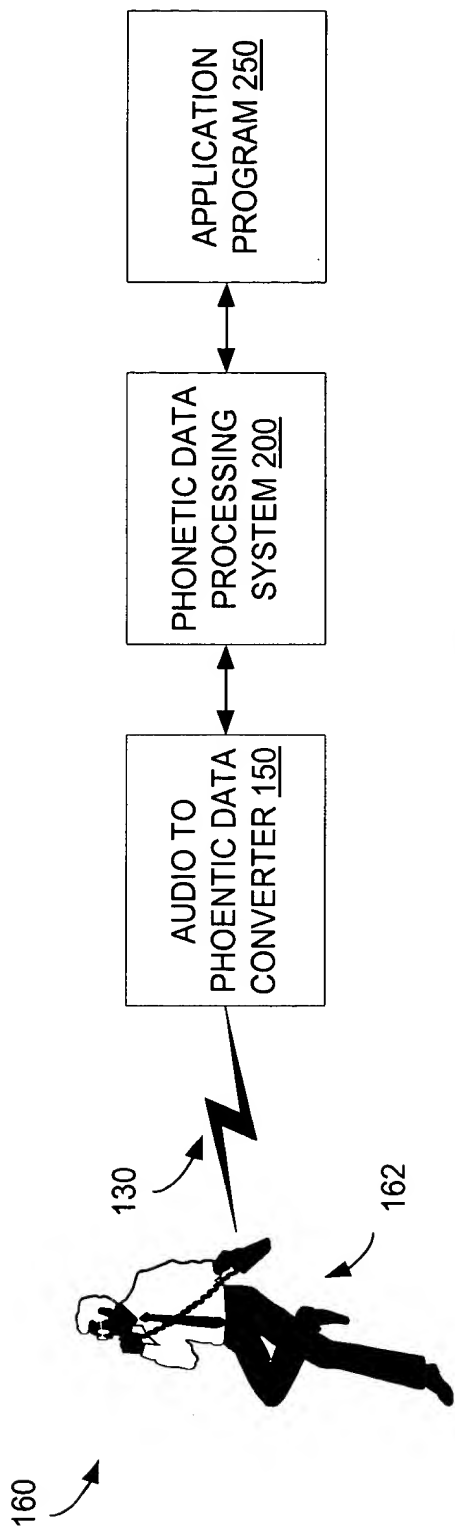 160
130
162
AUDIO TO
PHOENTIC DATA
CONVERTER 150
PHONETIC DATA
PROCESSING
SYSTEM 200
APPLICATION
PROGRAM 250